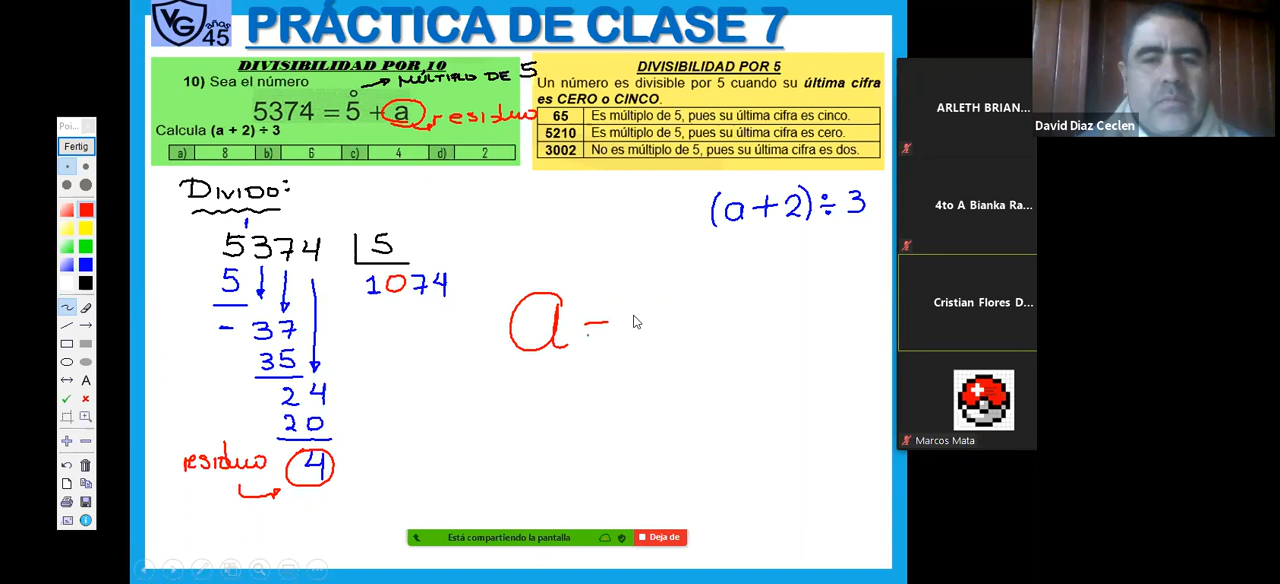 VG años 45
PRÁCTICA DE CLASE 7
DIVISIBILIDAD POR 10
10) Sea el número → MÚLTIPLO DE 5
5374 = 5̊ + a → residuo
Calcula (a + 2) ÷ 3
a) 8 b) 6 c) 4 d) 2
DIVISIBILIDAD POR 5
Un número es divisible por 5 cuando su última cifra
es CERO o CINCO.
65 Es múltiplo de 5, pues su última cifra es cinco.
5210 Es múltiplo de 5, pues su última cifra es cero.
3002 No es múltiplo de 5, pues su última cifra es dos.
DIVIDO:
(a + 2) ÷ 3
5374 5
5 1074
- 37
35
24
20
residuo → 4
a =
Poi...
Fertig
A
David Diaz Ceclen
ARLETH BRIAN...
4to A Bianka Ra...
Cristian Flores D...
Marcos Mata
Está compartiendo la pantalla
Deja de